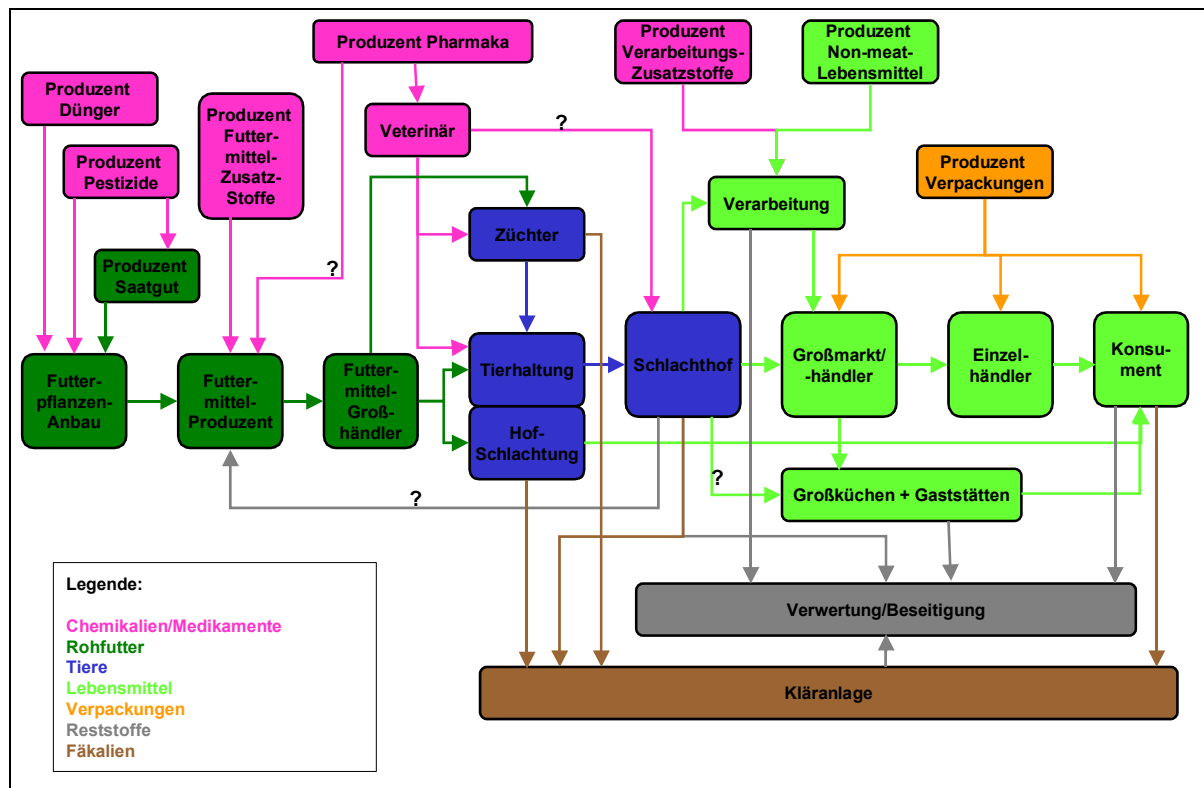 Produzent Pharmaka
Produzent
Verarbeitungs-
Zusatzstoffe
Produzent
Non-meat-
Lebensmittel
Produzent
Dünger
Produzent
Futter-
mittel-
Zusatz-
Stoffe
Veterinär
?
Produzent
Pestizide
Produzent
Verpackungen
Verarbeitung
Züchter
Produzent
Saatgut
?
Futter-
pflanzen-
Anbau
Futter-
Mittel-
Produzent
Futter-
mittel-
Groß-
händler
Tierhaltung
Schlachthof
Großmarkt/
-händler
Einzel-
händler
Konsu-
ment
Hof-
Schlachtung
?
?
Großküchen + Gaststätten
Legende:
Chemikalien/Medikamente
Rohfutter
Tiere
Lebensmittel
Verpackungen
Reststoffe
Fäkalien
Verwertung/Beseitigung
Kläranlage